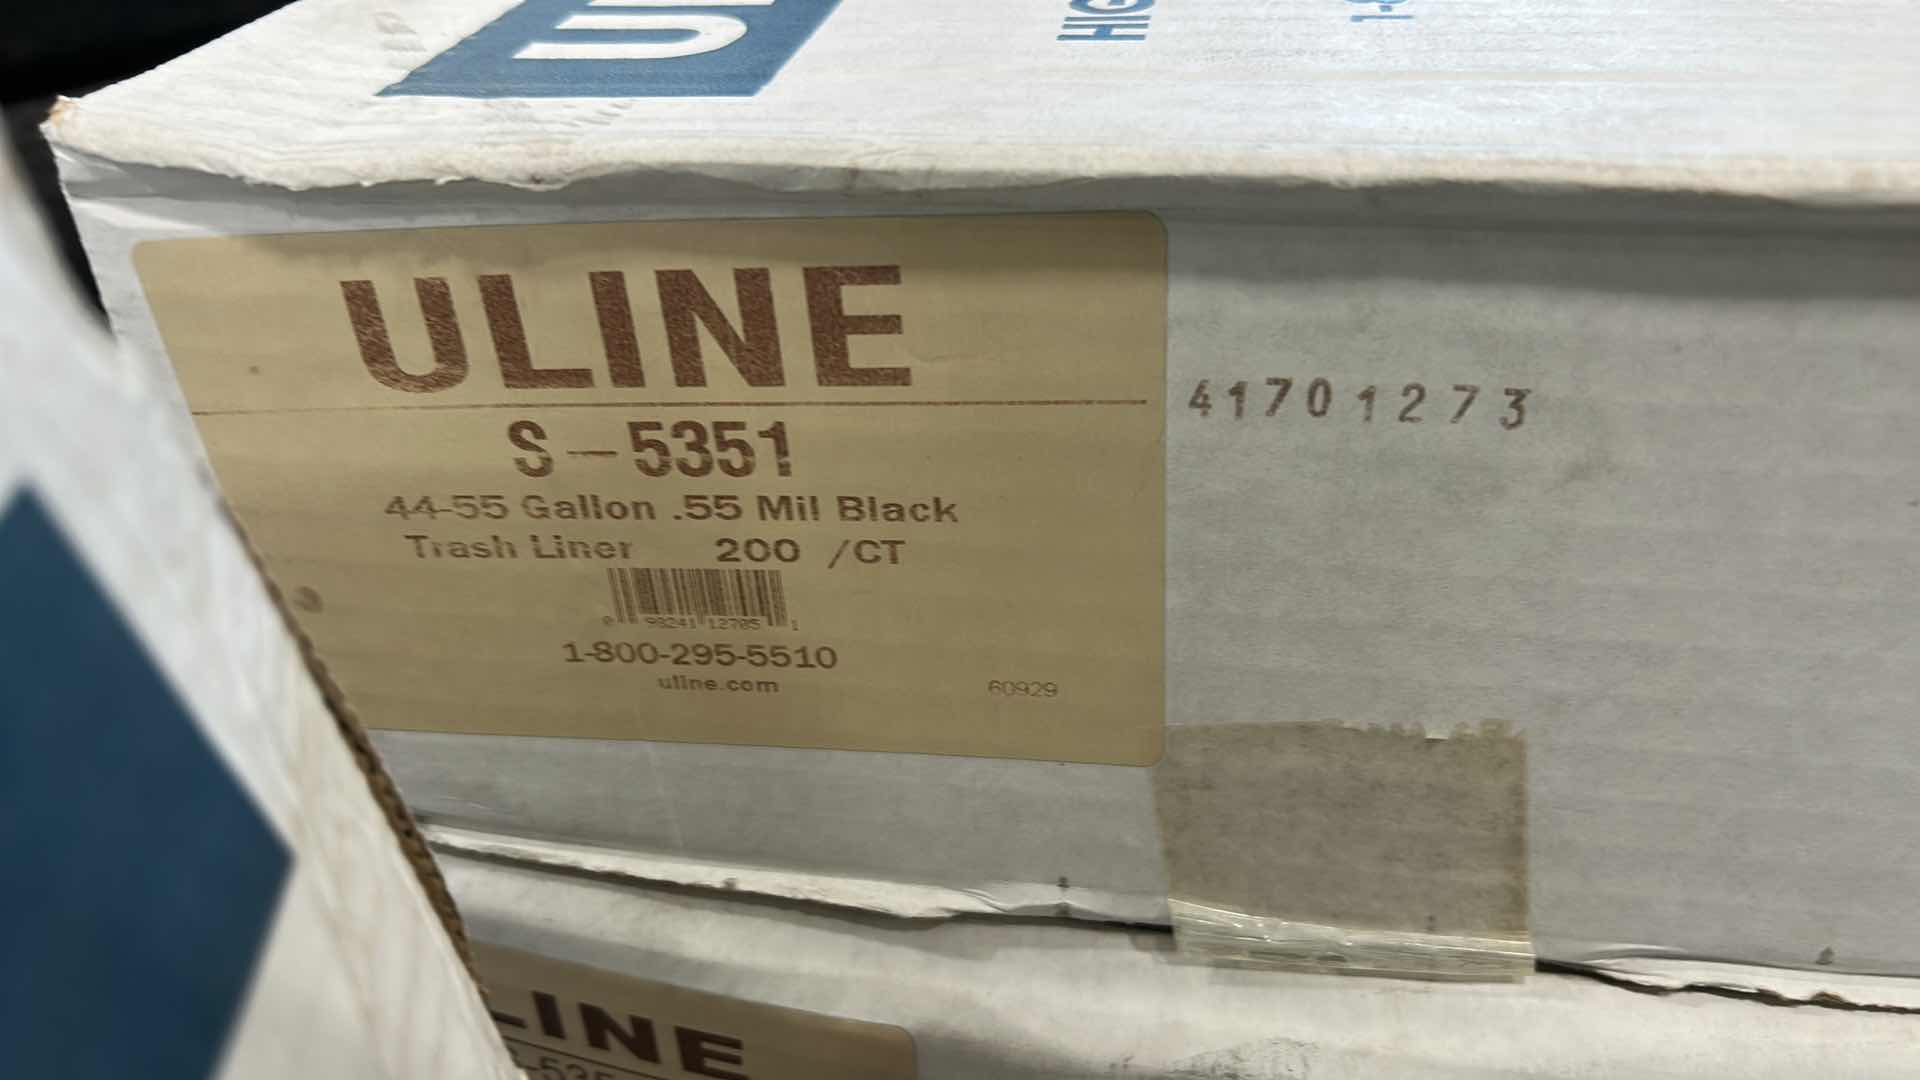 ULINE
S-5351
44-55 Gallon .55 Mil Black
Trash Liner 200 /CT
1-800-295-5510
uline.com
60929
41701273
LINE